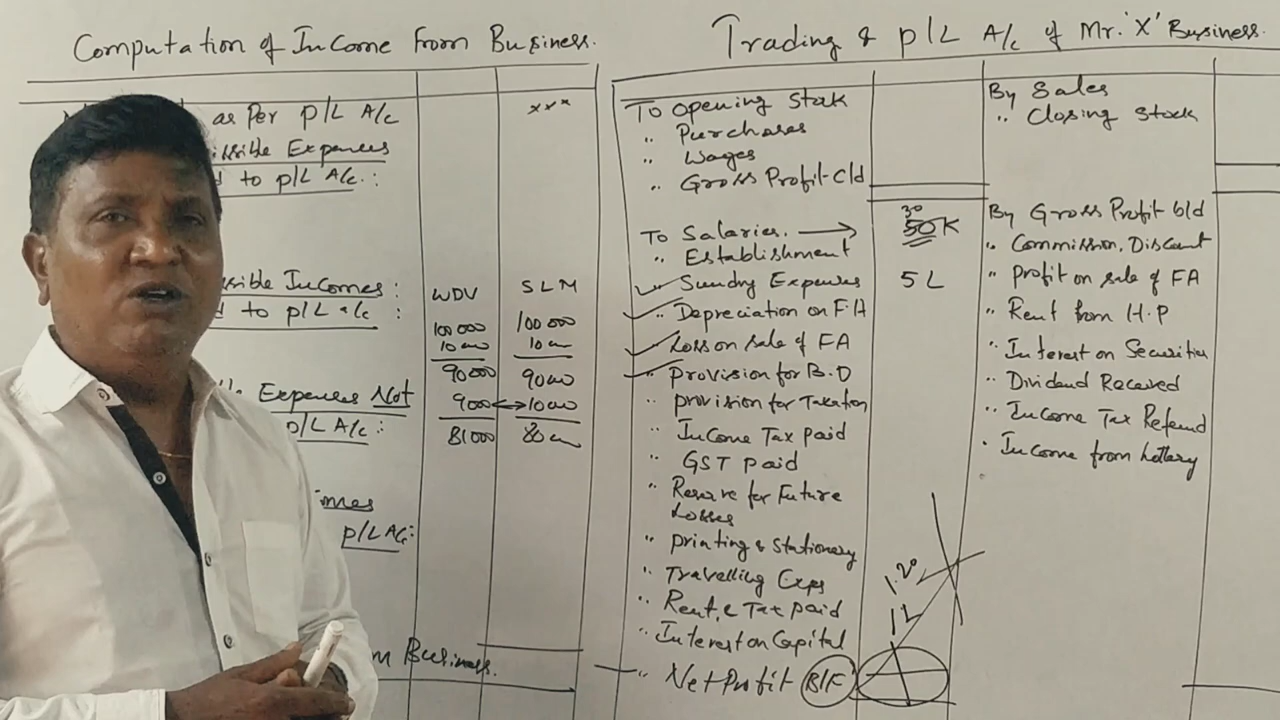 Computation of Income From Business.
xxx
as Per P/L A/c
Expenses
to P/L A/c.:
Incomes:
to P/L A/c :
WDV SLM
100000 100000
10000 10000
90000 90000
9000 ↔ 10000
81000 80000
Expenses Not
P/L A/c:
P/L A/c:
Business.
Trading & P/L A/c of Mr. 'X' Business.
To Opening Stock
" Purchases
" Wages
" Gross Profit C/d
To Salaries. → 30 50K
" Establishment
" Sundry Expenses 5 L
" Depreciation on FA
Loss on sale of FA
" Provision for B.D
" Provision for Taxation
" Income Tax paid
" GST paid
" Reserve for Future
Losses
" Printing & Stationery
" Travelling Exps
" Rent & Tax paid
" Interest on Capital
" Net Profit B/F
1.20
1L
By Sales
" Closing Stock
By Gross Profit b/d
" Commission, Discount
" Profit on sale of FA
" Rent from H.P
" Interest on Securities
" Dividend Received
" Income Tax Refund
" Income from Lottery